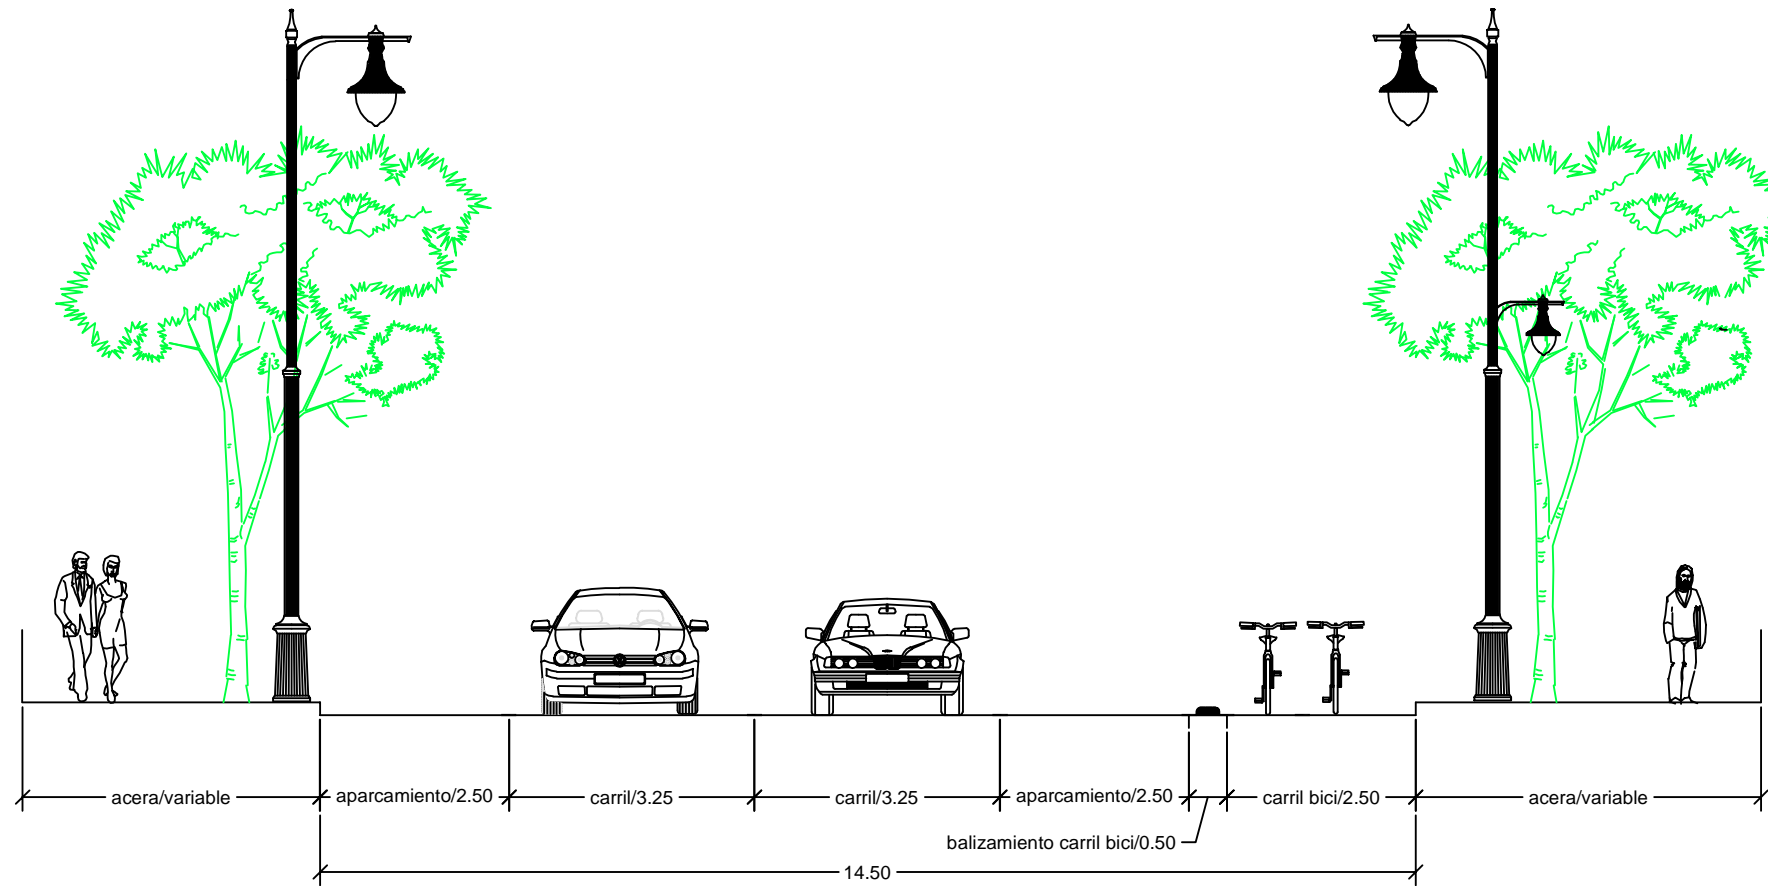 acera/variable
aparcamiento/2.50
carril/3.25
carril/3.25
aparcamiento/2.50
carril bici/2.50
acera/variable
balizamiento carril bici/0.50
14.50